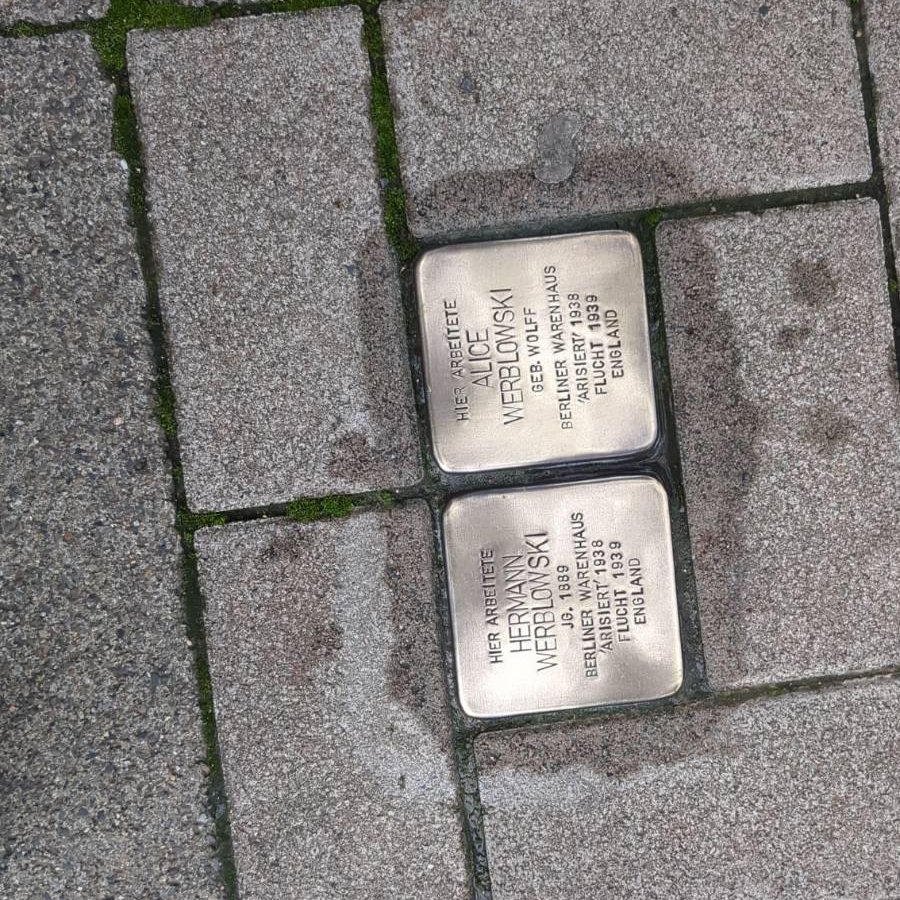 HIER ARBEITETE
ALICE
WERBLOWSKI
GEB. WOLFF
BERLINER WARENHAUS
'ARISIERT' 1938
FLUCHT 1939
ENGLAND
HIER ARBEITETE
HERMANN
WERBLOWSKI
JG. 1889
BERLINER WARENHAUS
'ARISIERT' 1938
FLUCHT 1939
ENGLAND